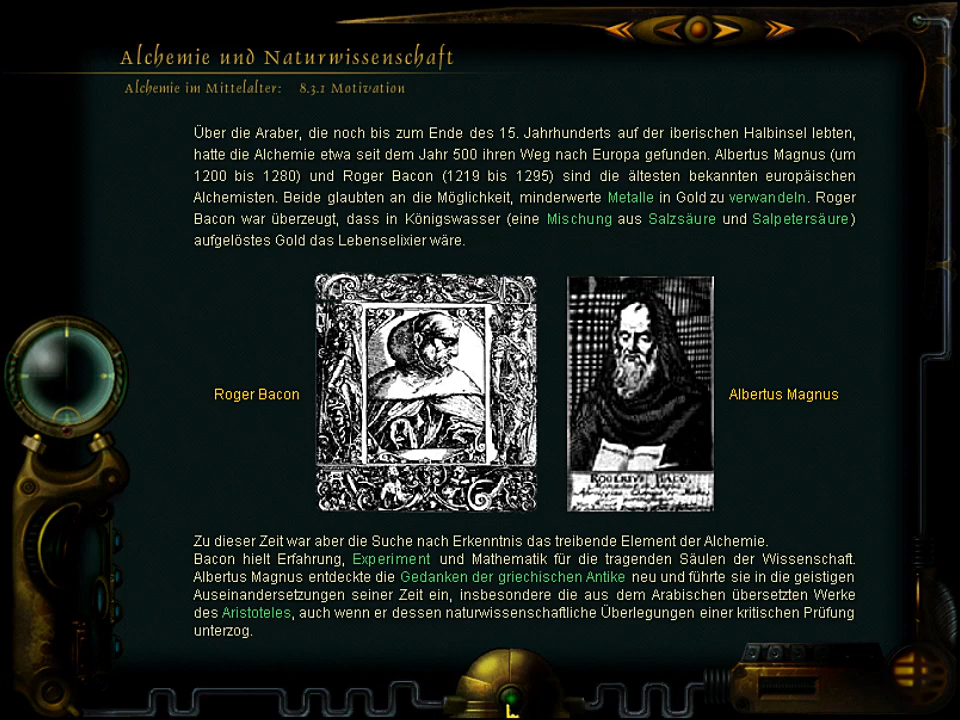 Alchemie und Naturwissenschaft
Alchemie im Mittelalter: 8.3.1 Motivation
Über die Araber, die noch bis zum Ende des 15. Jahrhunderts auf der iberischen Halbinsel lebten,
hatte die Alchemie etwa seit dem Jahr 500 ihren Weg nach Europa gefunden. Albertus Magnus (um
1200 bis 1280) und Roger Bacon (1219 bis 1295) sind die ältesten bekannten europäischen
Alchemisten. Beide glaubten an die Möglichkeit, minderwerte Metalle in Gold zu verwandeln. Roger
Bacon war überzeugt, dass in Königswasser (eine Mischung aus Salzsäure und Salpetersäure)
aufgelöstes Gold das Lebenselixier wäre.
Roger Bacon
Albertus Magnus
Zu dieser Zeit war aber die Suche nach Erkenntnis das treibende Element der Alchemie.
Bacon hielt Erfahrung, Experiment und Mathematik für die tragenden Säulen der Wissenschaft.
Albertus Magnus entdeckte die Gedanken der griechischen Antike neu und führte sie in die geistigen
Auseinandersetzungen seiner Zeit ein, insbesondere die aus dem Arabischen übersetzten Werke
des Aristoteles, auch wenn er dessen naturwissenschaftliche Überlegungen einer kritischen Prüfung
unterzog.